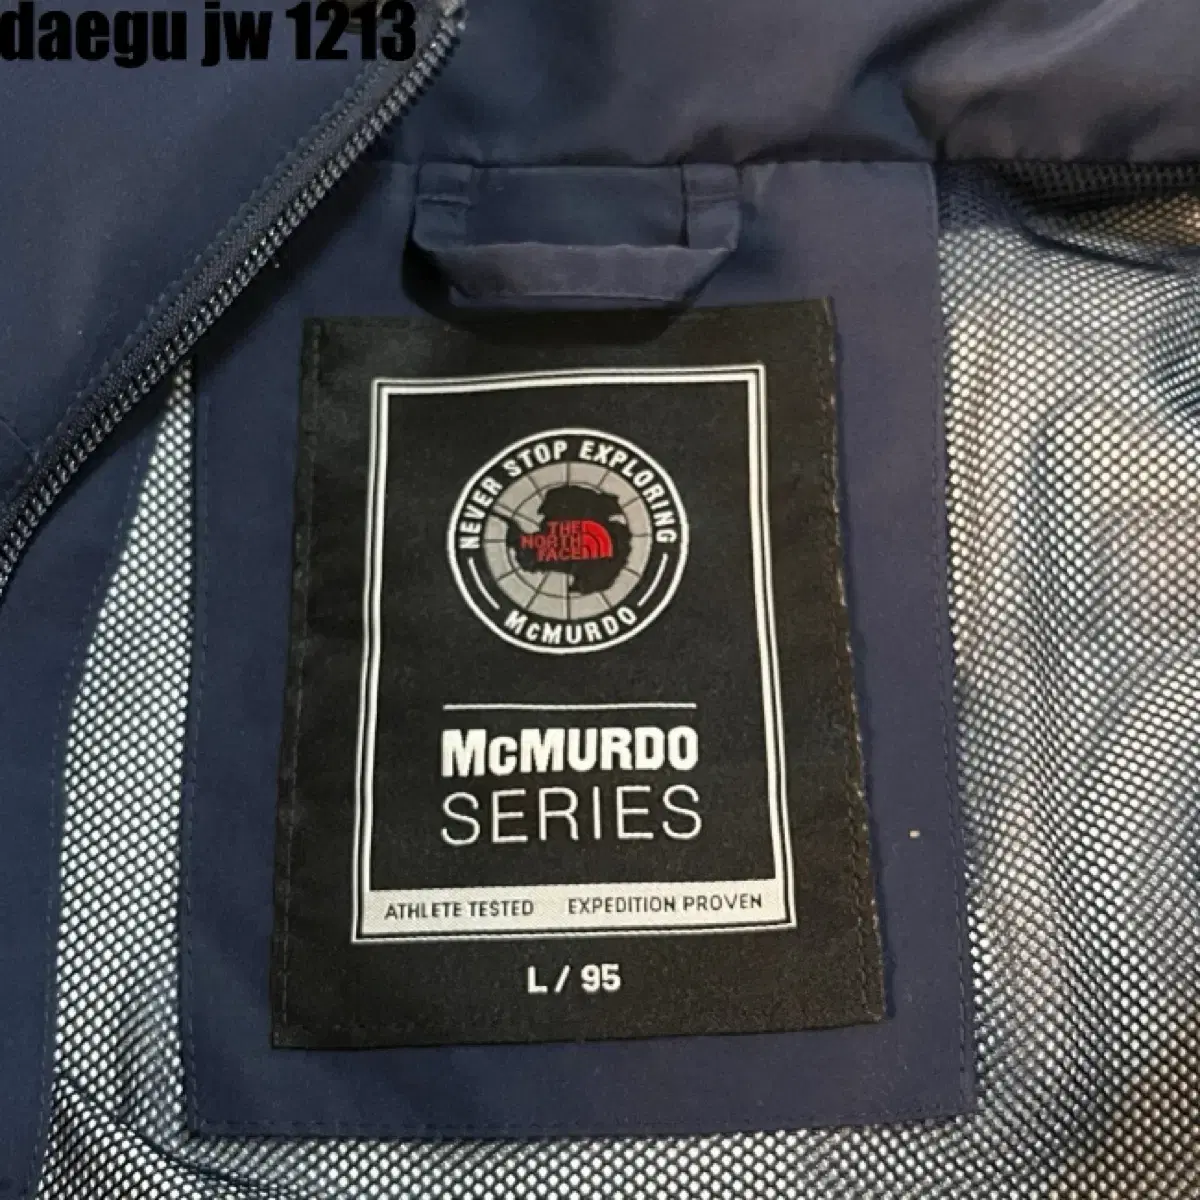 daegu jw 1213
NEVER STOP EXPLORING
THE
NORTH
FACE
McMURDO
McMURDO
SERIES
ATHLETE TESTED EXPEDITION PROVEN
L / 95